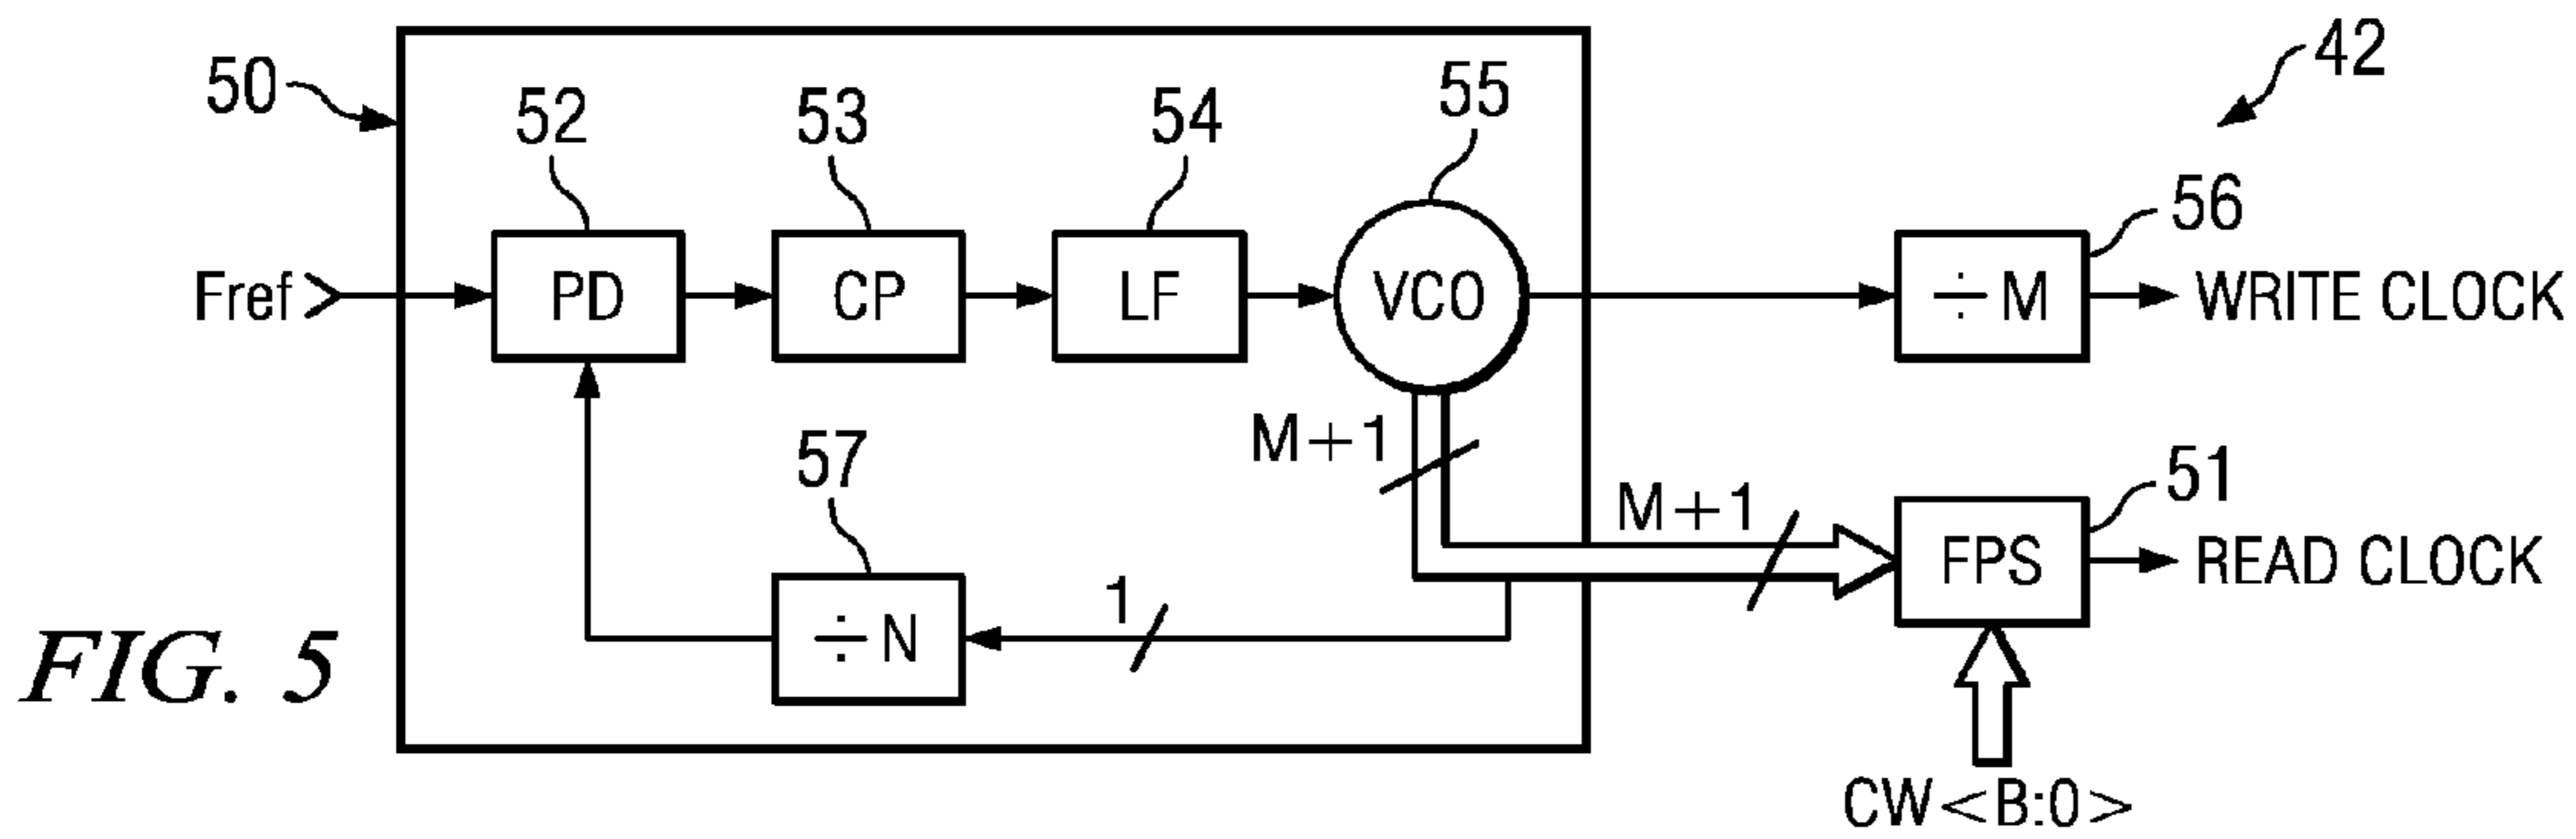 42
50
55
52
53
54
56
Fref
PD
CP
LF
VCO
÷ M
WRITE CLOCK
M+1
57
51
M+1
FPS
READ CLOCK
1
÷ N
FIG. 5
CW<B:0>